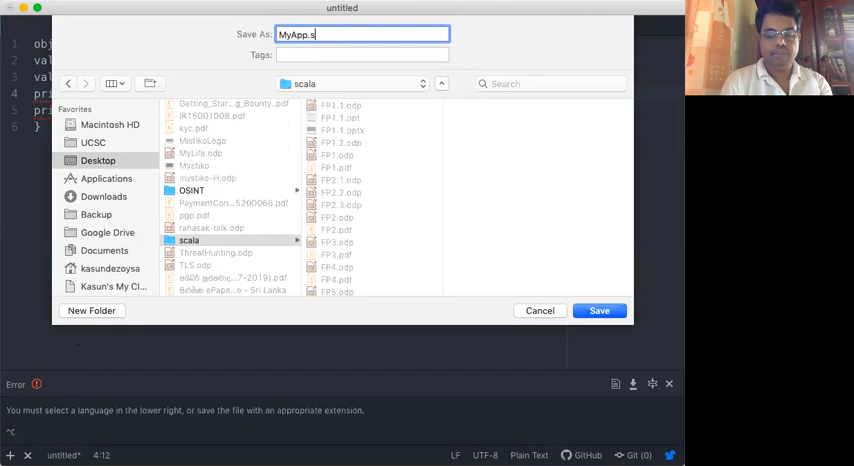 untitled
Save As: MyApp.s
Tags:
scala
Search
1 obj
2 val
3 val
4 pri
5 pri
6 }
Favorites
Macintosh HD
UCSC
Desktop
Applications
Downloads
Backup
Google Drive
Documents
kasundezoysa
Kasun's My Cl...
Getting_Star...g_Bounty..pdf
IR15D01008.pdf
kyc.pdf
MistikoLogo
MyLife.odp
Mystiko
mystiko-H.odp
OSINT
PaymentCon...5200066.pdf
pgp.pdf
rahasak-talk.odp
scala
ThreatHunting.odp
TLS.odp
FP1.1.odp
FP1.1.ppt
FP1.1.pptx
FP1.2.odp
FP1.odp
FP1.pdf
FP2.1.odp
FP2.2.odp
FP2.3.odp
FP2.odp
FP2.pdf
FP3.odp
FP3.pdf
FP4.odp
FP4.pdf
FP5.odp
New Folder
Cancel
Save
Error
You must select a language in the lower right, or save the file with an appropriate extension.
^C
untitled* 4:12
LF UTF-8 Plain Text GitHub Git (0)